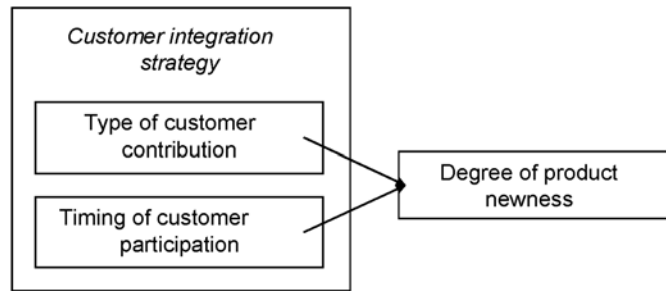 Customer integration
strategy
Type of customer
contribution
Timing of customer
participation
Degree of product
newness